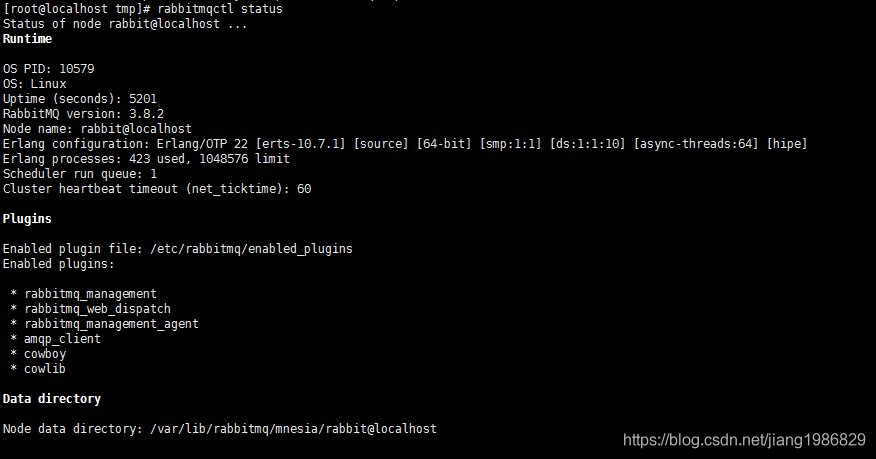 [root@localhost tmp]# rabbitmqctl status
Status of node rabbit@localhost ...
Runtime
OS PID: 10579
OS: Linux
Uptime (seconds): 5201
RabbitMQ version: 3.8.2
Node name: rabbit@localhost
Erlang configuration: Erlang/OTP 22 [erts-10.7.1] [source] [64-bit] [smp:1:1] [ds:1:1:10] [async-threads:64] [hipe]
Erlang processes: 423 used, 1048576 limit
Scheduler run queue: 1
Cluster heartbeat timeout (net_ticktime): 60
Plugins
Enabled plugin file: /etc/rabbitmq/enabled_plugins
Enabled plugins:
* rabbitmq_management
* rabbitmq_web_dispatch
* rabbitmq_management_agent
* amqp_client
* cowboy
* cowlib
Data directory
Node data directory: /var/lib/rabbitmq/mnesia/rabbit@localhost
https://blog.csdn.net/jiang1986829